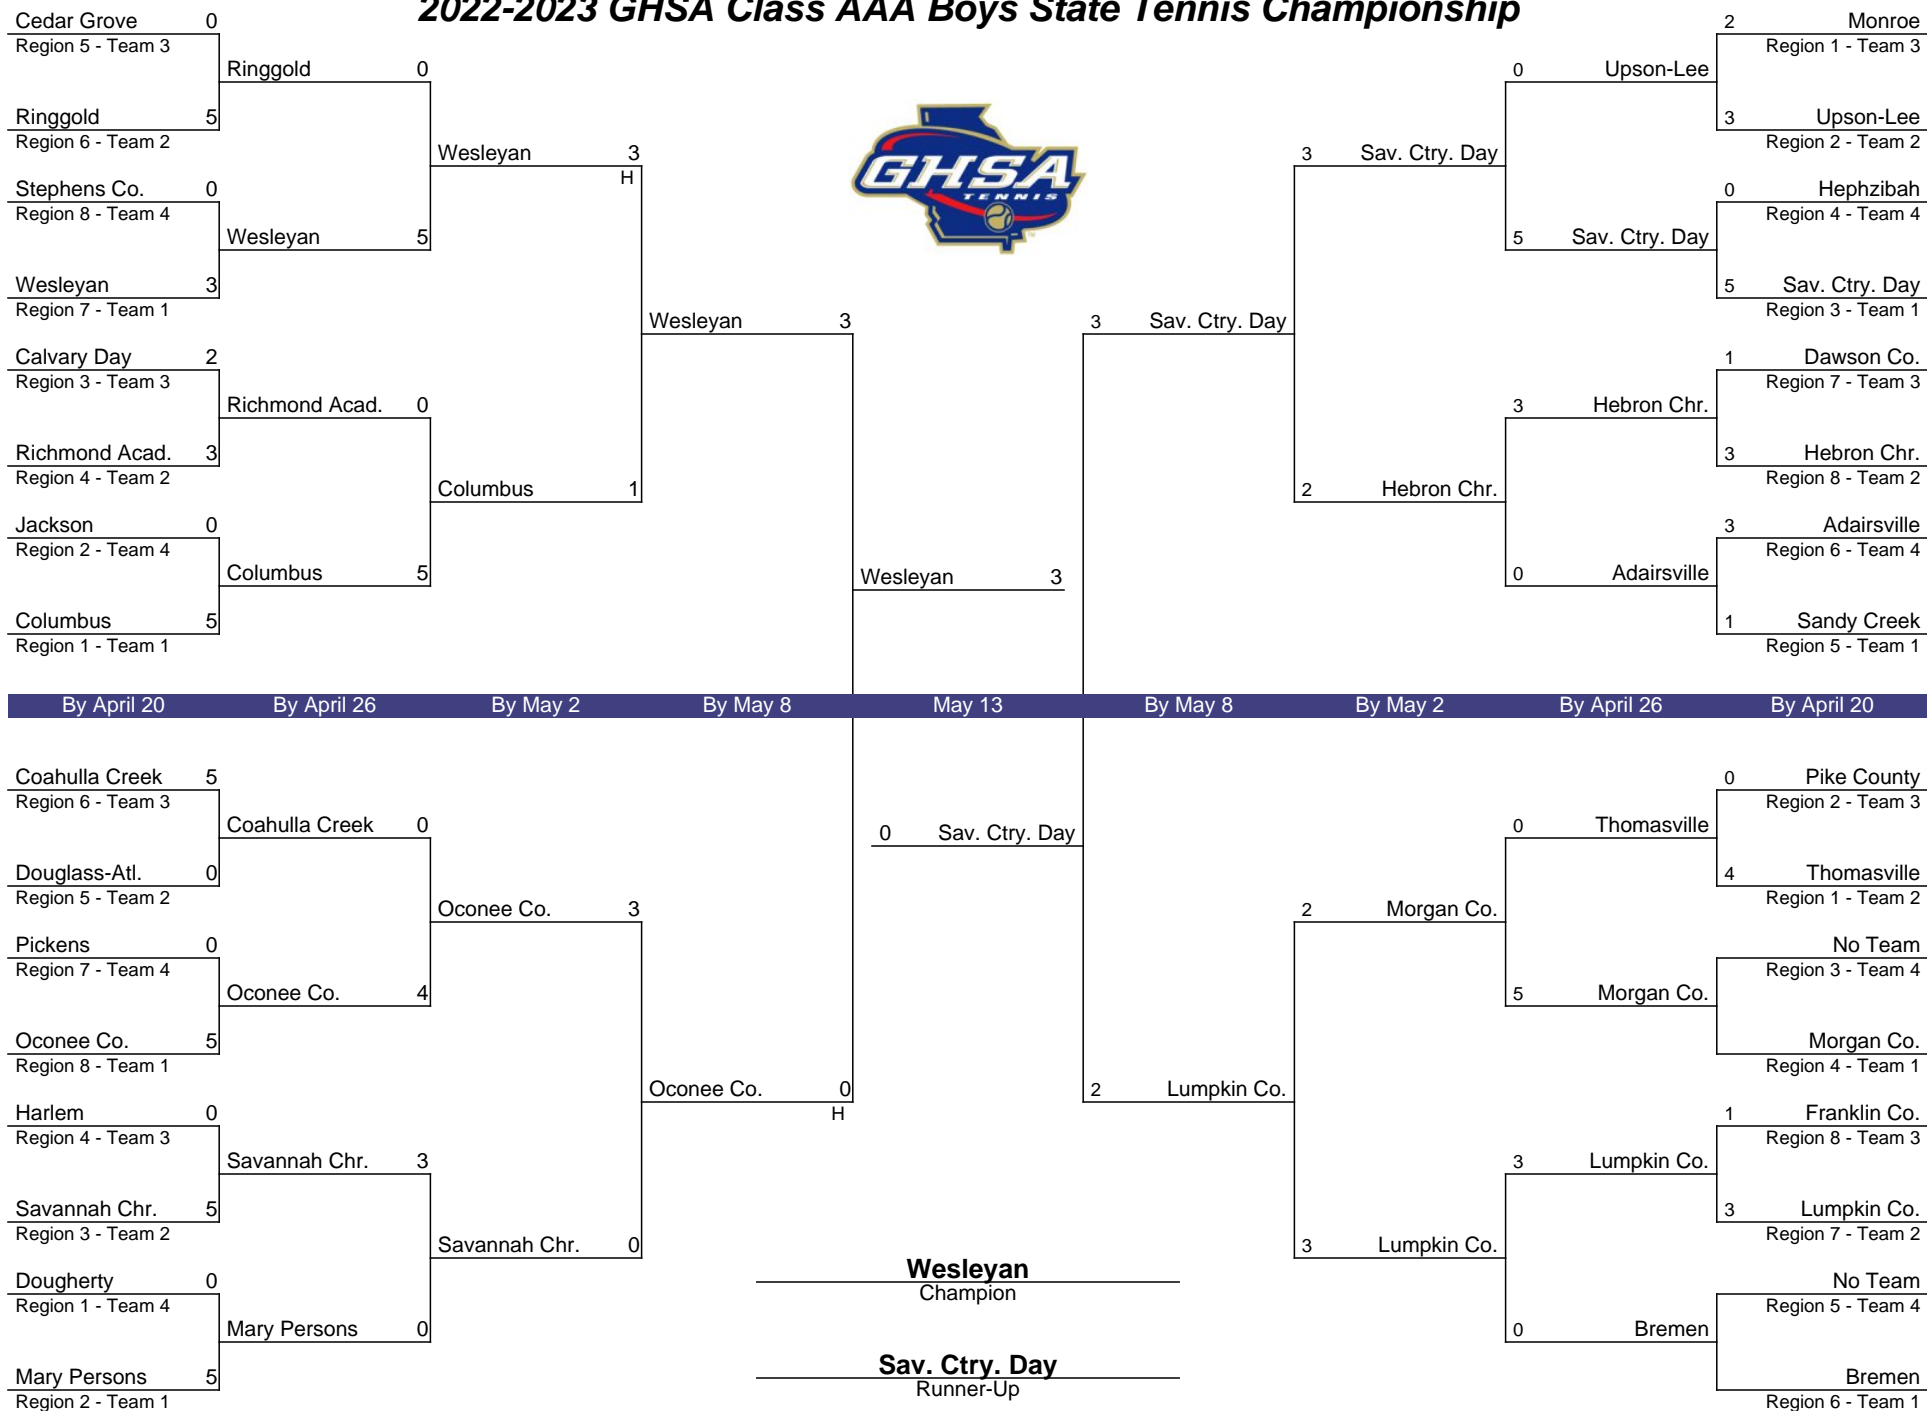 2022-2023 GHSA Class AAA Boys State Tennis Championship
Cedar Grove 0
Region 5 - Team 3
Ringgold 5
Region 6 - Team 2
Stephens Co. 0
Region 8 - Team 4
Wesleyan 3
Region 7 - Team 1
Calvary Day 2
Region 3 - Team 3
Richmond Acad. 3
Region 4 - Team 2
Jackson 0
Region 2 - Team 4
Columbus 5
Region 1 - Team 1
Ringgold 0
Wesleyan 5
Richmond Acad. 0
Columbus 5
Wesleyan 3
H
Columbus 1
Wesleyan 3
GHSA
TENNIS
Wesleyan 3
3 Sav. Ctry. Day
3 Sav. Ctry. Day
2 Hebron Chr.
0 Upson-Lee
5 Sav. Ctry. Day
3 Hebron Chr.
0 Adairsville
2 Monroe
Region 1 - Team 3
3 Upson-Lee
Region 2 - Team 2
0 Hephzibah
Region 4 - Team 4
5 Sav. Ctry. Day
Region 3 - Team 1
1 Dawson Co.
Region 7 - Team 3
3 Hebron Chr.
Region 8 - Team 2
3 Adairsville
Region 6 - Team 4
1 Sandy Creek
Region 5 - Team 1
By April 20 By April 26 By May 2 By May 8 May 13 By May 8 By May 2 By April 26 By April 20
Coahulla Creek 5
Region 6 - Team 3
Douglass-Atl. 0
Region 5 - Team 2
Pickens 0
Region 7 - Team 4
Oconee Co. 5
Region 8 - Team 1
Harlem 0
Region 4 - Team 3
Savannah Chr. 5
Region 3 - Team 2
Dougherty 0
Region 1 - Team 4
Mary Persons 5
Region 2 - Team 1
Coahulla Creek 0
Oconee Co. 4
Savannah Chr. 3
Mary Persons 0
Oconee Co. 3
Savannah Chr. 0
Oconee Co. 0
H
0 Sav. Ctry. Day
Wesleyan
Champion
Sav. Ctry. Day
Runner-Up
2 Lumpkin Co.
2 Morgan Co.
3 Lumpkin Co.
0 Thomasville
5 Morgan Co.
3 Lumpkin Co.
0 Bremen
0 Pike County
Region 2 - Team 3
4 Thomasville
Region 1 - Team 2
No Team
Region 3 - Team 4
Morgan Co.
Region 4 - Team 1
1 Franklin Co.
Region 8 - Team 3
3 Lumpkin Co.
Region 7 - Team 2
No Team
Region 5 - Team 4
Bremen
Region 6 - Team 1